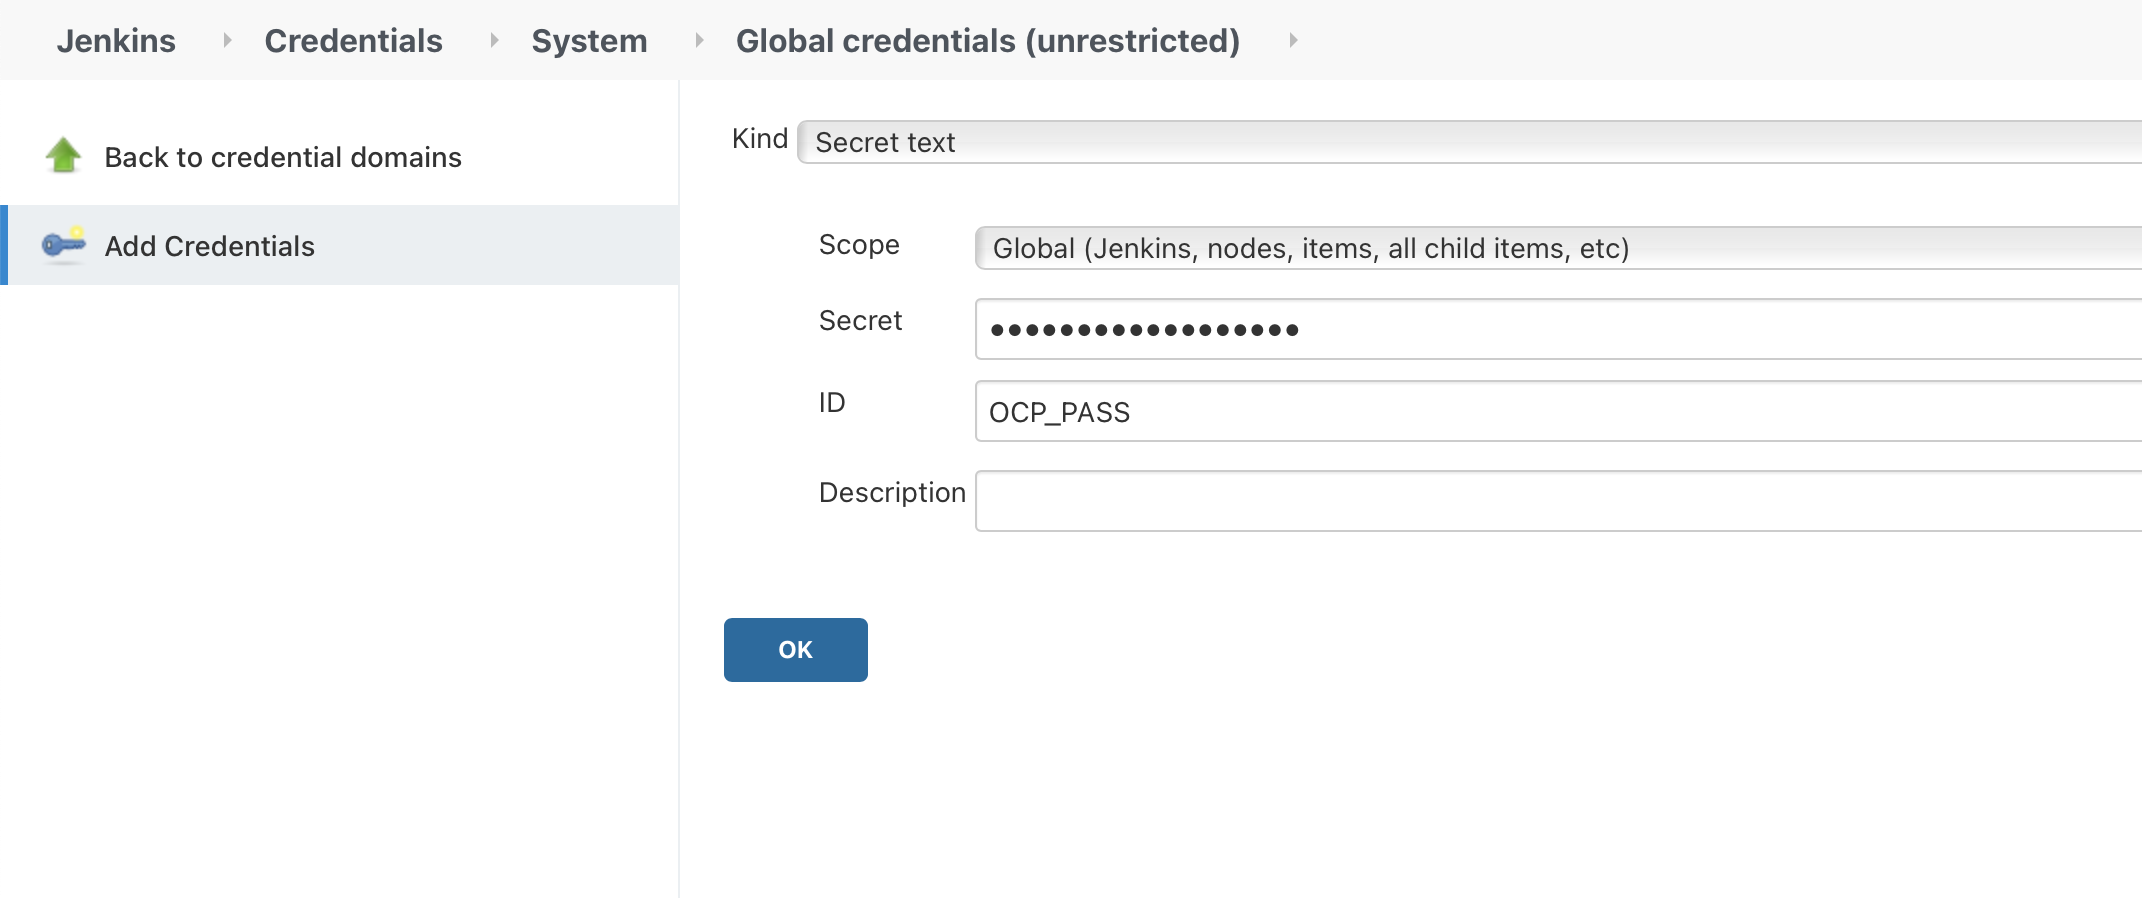 Jenkins Credentials System Global credentials (unrestricted)
Back to credential domains
Add Credentials
Kind Secret text
Scope Global (Jenkins, nodes, items, all child items, etc)
Secret ••••••••••••••••••
ID OCP_PASS
Description
OK